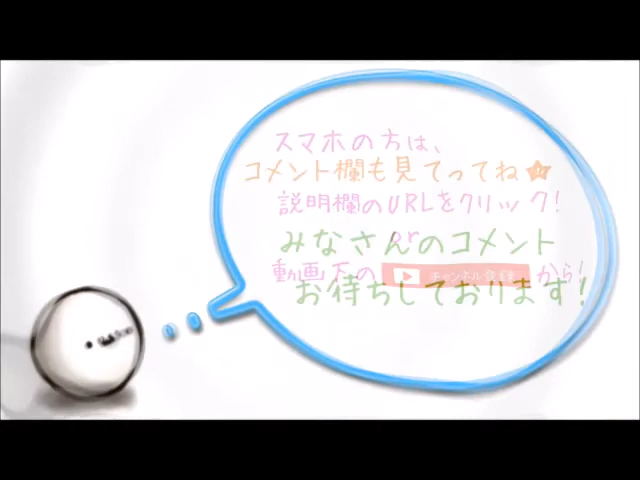 スマホの方は、
コメント欄も見てってね★
説明欄のURLをクリック!
or
みなさんのコメント
動画下の チャンネル登録 から!
お待ちしております!